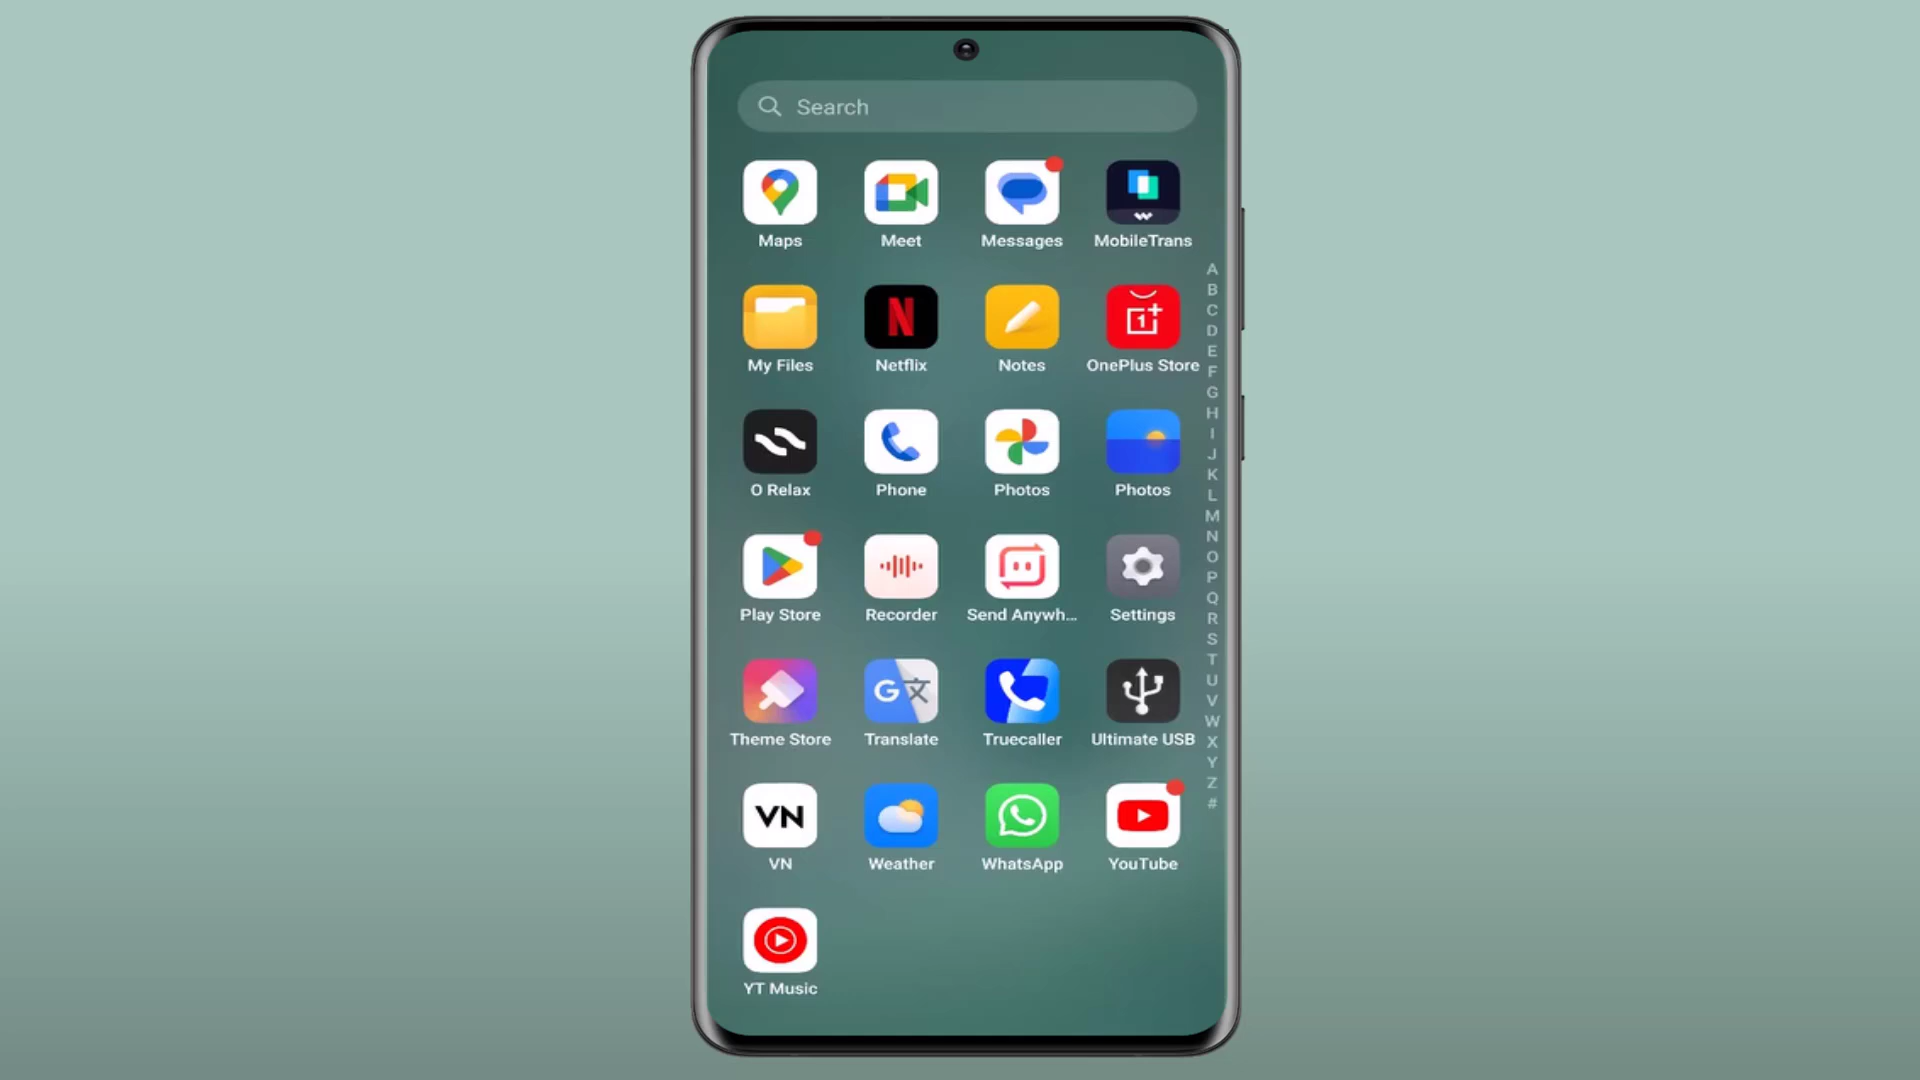 Search
Maps Meet Messages MobileTrans
My Files Netflix Notes OnePlus Store
O Relax Phone Photos Photos
Play Store Recorder Send Anywh... Settings
Theme Store Translate Truecaller Ultimate USB
VN
VN Weather WhatsApp YouTube
YT Music
A
B
C
D
E
F
G
H
I
J
K
L
M
N
O
P
Q
R
S
T
U
V
W
X
Y
Z
#